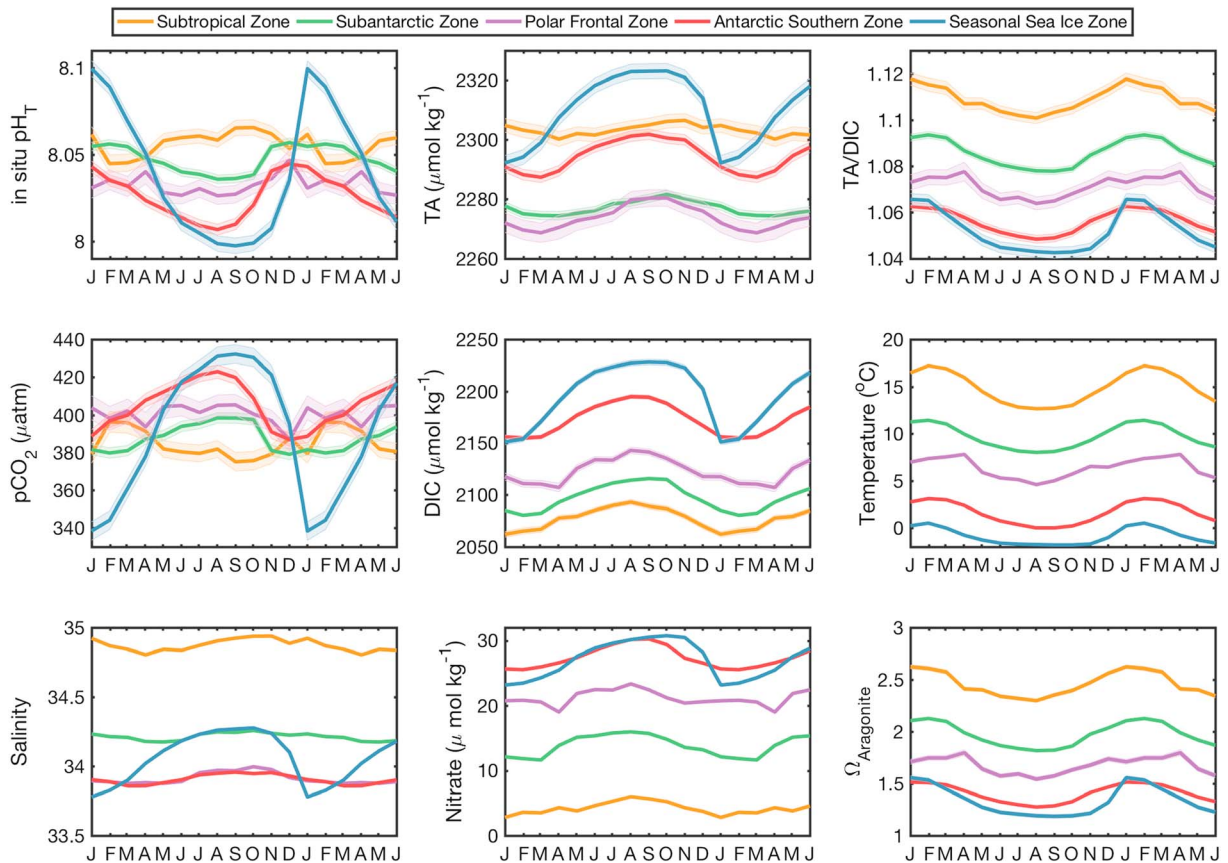 Subtropical Zone Subantarctic Zone Polar Frontal Zone Antarctic Southern Zone Seasonal Sea Ice Zone
in situ pH_T
8.1
8.05
8
J F M A M J J A S O N D J F M A M J
TA (μmol kg⁻¹)
2320
2300
2280
2260
J F M A M J J A S O N D J F M A M J
TA/DIC
1.12
1.1
1.08
1.06
1.04
J F M A M J J A S O N D J F M A M J
pCO₂ (μatm)
440
420
400
380
360
340
J F M A M J J A S O N D J F M A M J
DIC (μmol kg⁻¹)
2250
2200
2150
2100
2050
J F M A M J J A S O N D J F M A M J
Temperature (°C)
20
15
10
5
0
J F M A M J J A S O N D J F M A M J
Salinity
35
34.5
34
33.5
J F M A M J J A S O N D J F M A M J
Nitrate (μ mol kg⁻¹)
30
20
10
0
J F M A M J J A S O N D J F M A M J
Ω_Aragonite
3
2.5
2
1.5
1
J F M A M J J A S O N D J F M A M J